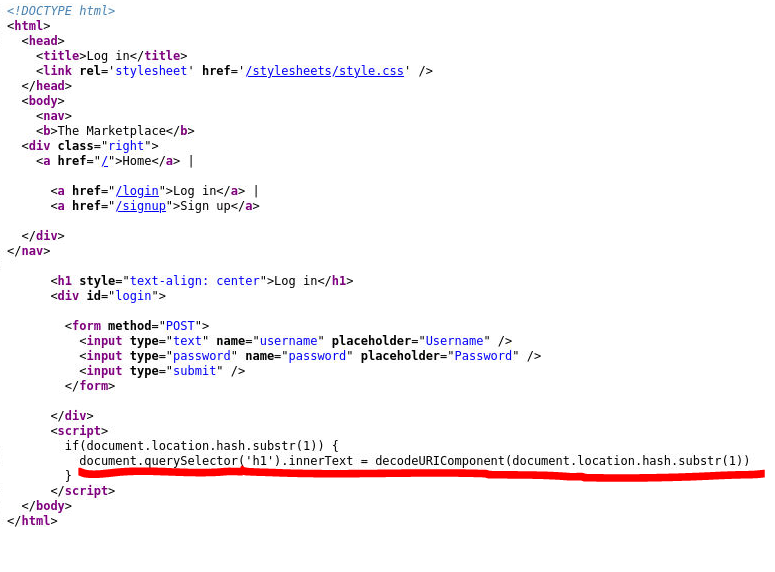 <!DOCTYPE html>
<html>
<head>
<title>Log in</title>
<link rel='stylesheet' href='/stylesheets/style.css' />
</head>
<body>
<nav>
<b>The Marketplace</b>
<div class="right">
<a href="/">Home</a> |
<a href="/login">Log in</a> |
<a href="/signup">Sign up</a>
</div>
</nav>
<h1 style="text-align: center">Log in</h1>
<div id="login">
<form method="POST">
<input type="text" name="username" placeholder="Username" />
<input type="password" name="password" placeholder="Password" />
<input type="submit" />
</form>
</div>
<script>
if(document.location.hash.substr(1)) {
document.querySelector('h1').innerText = decodeURIComponent(document.location.hash.substr(1))
}
</script>
</body>
</html>